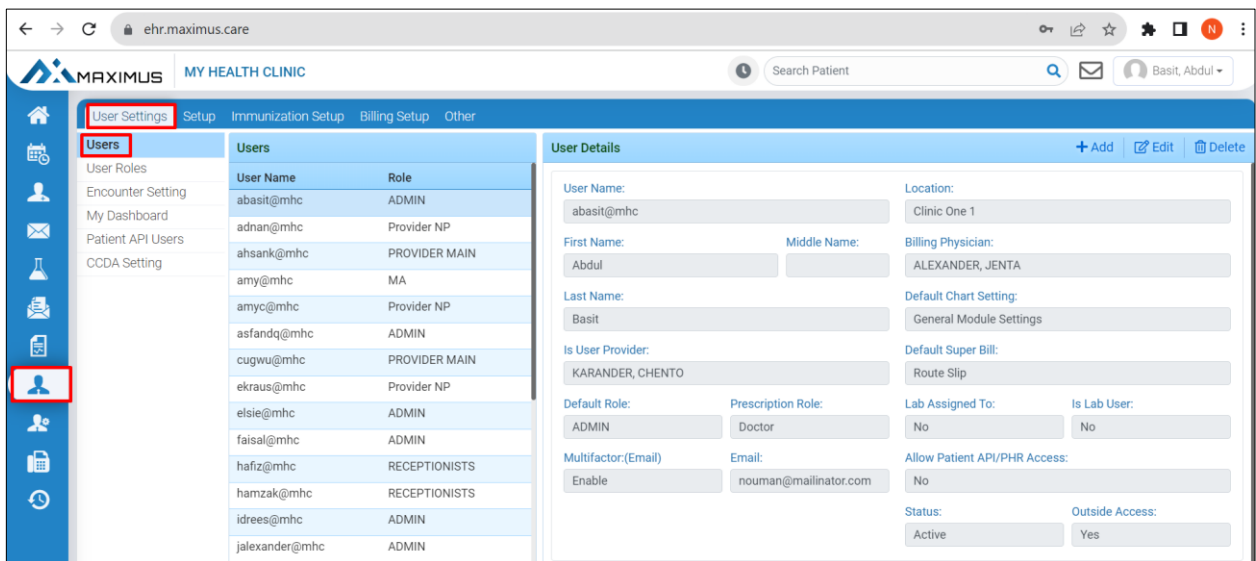 ehr.maximus.care
N
MAXIMUS MY HEALTH CLINIC Search Patient Basit, Abdul
User Settings Setup Immunization Setup Billing Setup Other
Users
User Roles
Encounter Setting
My Dashboard
Patient API Users
CCDA Setting
Users
User Name Role
abasit@mhc ADMIN
adnan@mhc Provider NP
ahsank@mhc PROVIDER MAIN
amy@mhc MA
amyc@mhc Provider NP
asfandq@mhc ADMIN
cugwu@mhc PROVIDER MAIN
ekraus@mhc Provider NP
elsie@mhc ADMIN
faisal@mhc ADMIN
hafiz@mhc RECEPTIONISTS
hamzak@mhc RECEPTIONISTS
idrees@mhc ADMIN
jalexander@mhc ADMIN
User Details Add Edit Delete
User Name: Location:
abasit@mhc Clinic One 1
First Name: Middle Name: Billing Physician:
Abdul ALEXANDER, JENTA
Last Name: Default Chart Setting:
Basit General Module Settings
Is User Provider: Default Super Bill:
KARANDER, CHENTO Route Slip
Default Role: Prescription Role: Lab Assigned To: Is Lab User:
ADMIN Doctor No No
Multifactor:(Email) Email: Allow Patient API/PHR Access:
Enable nouman@mailinator.com No
Status: Outside Access:
Active Yes